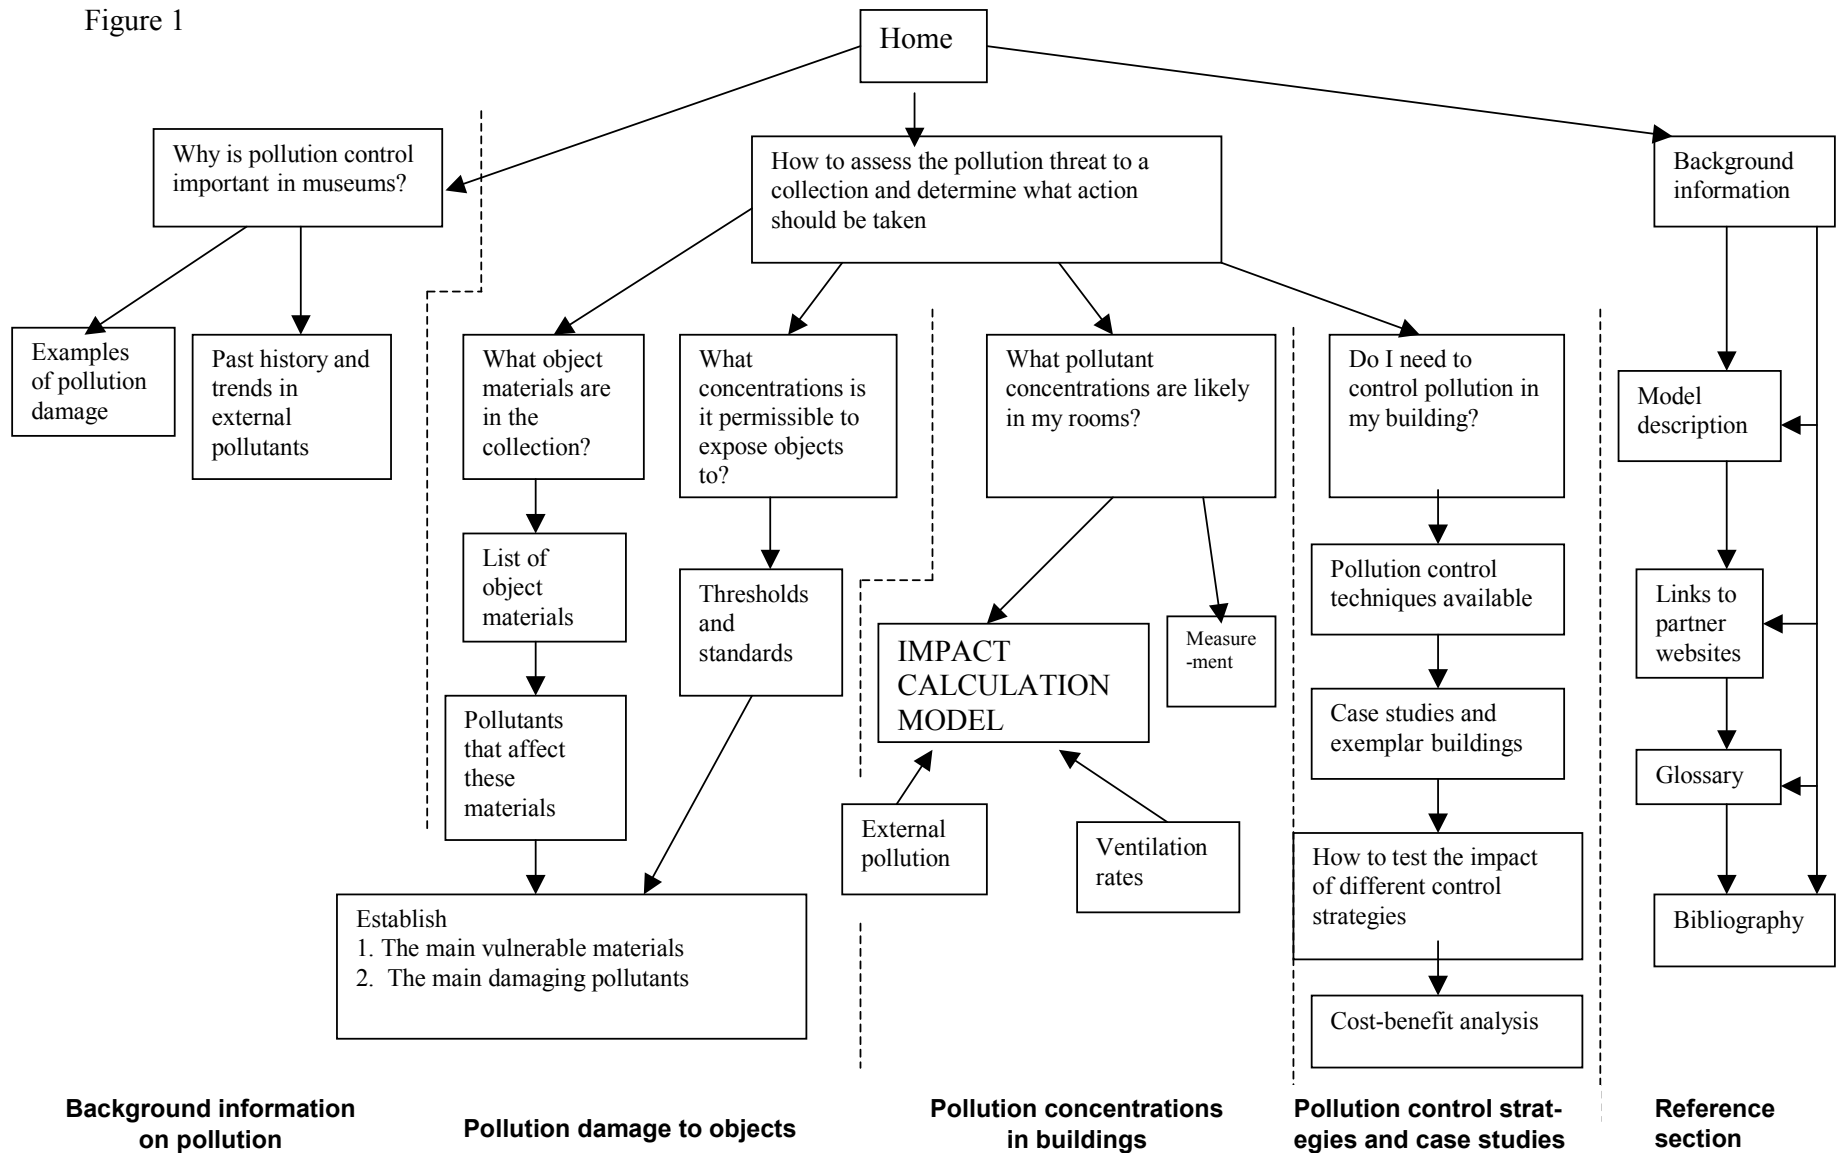 Figure 1
Home
Why is pollution control
important in museums?
How to assess the pollution threat to a
collection and determine what action
should be taken
Background
information
Examples
of pollution
damage
Past history and
trends in
external
pollutants
What object
materials are
in the
collection?
What
concentrations is
it permissible to
expose objects
to?
What pollutant
concentrations are likely
in my rooms?
Do I need to
control pollution in
my building?
Model
description
List of
object
materials
Thresholds
and
standards
Pollution control
techniques available
Links to
partner
websites
IMPACT
CALCULATION
MODEL
Measure
-ment
Pollutants
that affect
these
materials
Case studies and
exemplar buildings
Glossary
External
pollution
Ventilation
rates
How to test the impact
of different control
strategies
Establish
1. The main vulnerable materials
2. The main damaging pollutants
Bibliography
Cost-benefit analysis
Background information
on pollution
Pollution damage to objects
Pollution concentrations
in buildings
Pollution control strat-
egies and case studies
Reference
section